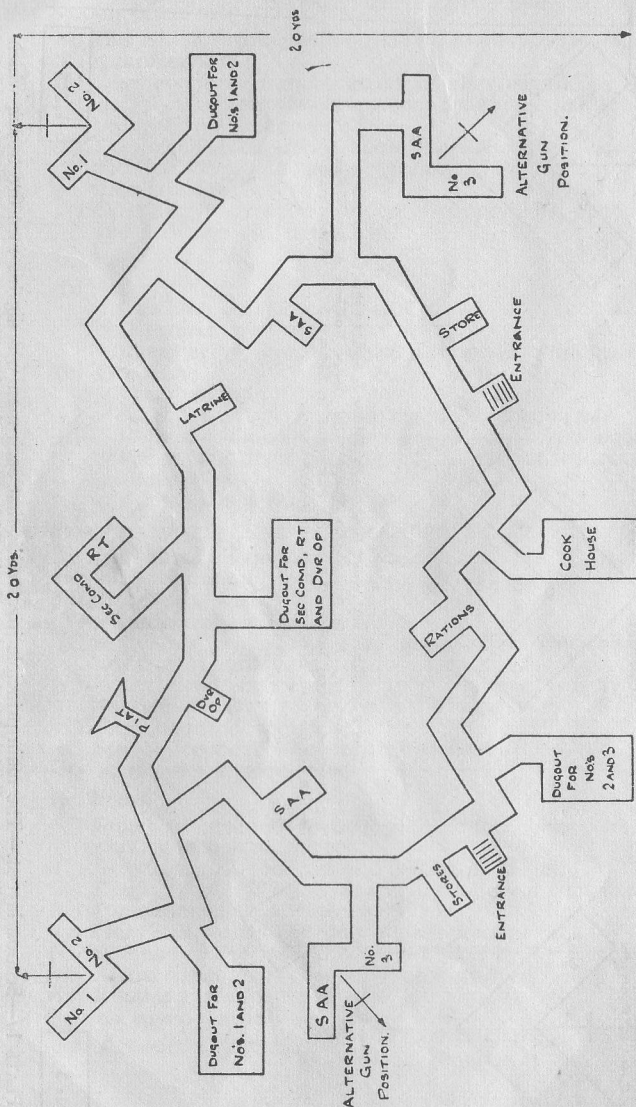 20 YDS.
20 YDS
No. 1
No. 2
DUGOUT FOR
No's. 1 AND 2
SAA
No.
3
ALTERNATIVE
GUN
POSITION.
PIAT
SAA
DVR
OP
SEC COMD
RT
DUGOUT FOR
SEC COMD, RT
AND DVR OP
LATRINE
No. 1
No. 2
DUGOUT FOR
No's 1 AND 2
SAA
SAA
No
3
ALTERNATIVE
GUN
POSITION.
STORES
ENTRANCE
DUGOUT
FOR
No's
2 AND 3
RATIONS
COOK
HOUSE
STORE
ENTRANCE